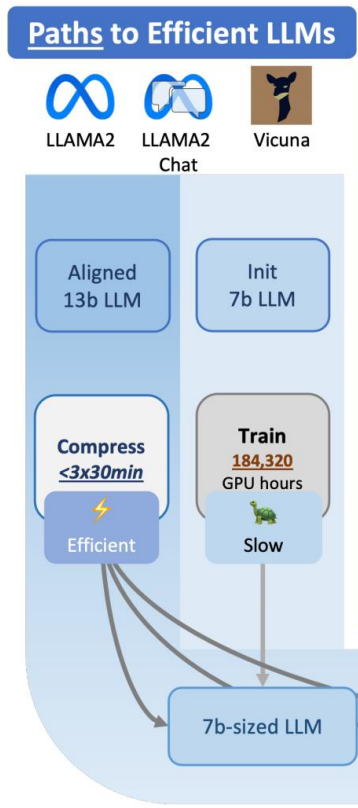 Paths to Efficient LLMs
LLAMA2
LLAMA2
Chat
Vicuna
Aligned
13b LLM
Init
7b LLM
Compress
<3x30min
Efficient
Train
184,320
GPU hours
Slow
7b-sized LLM